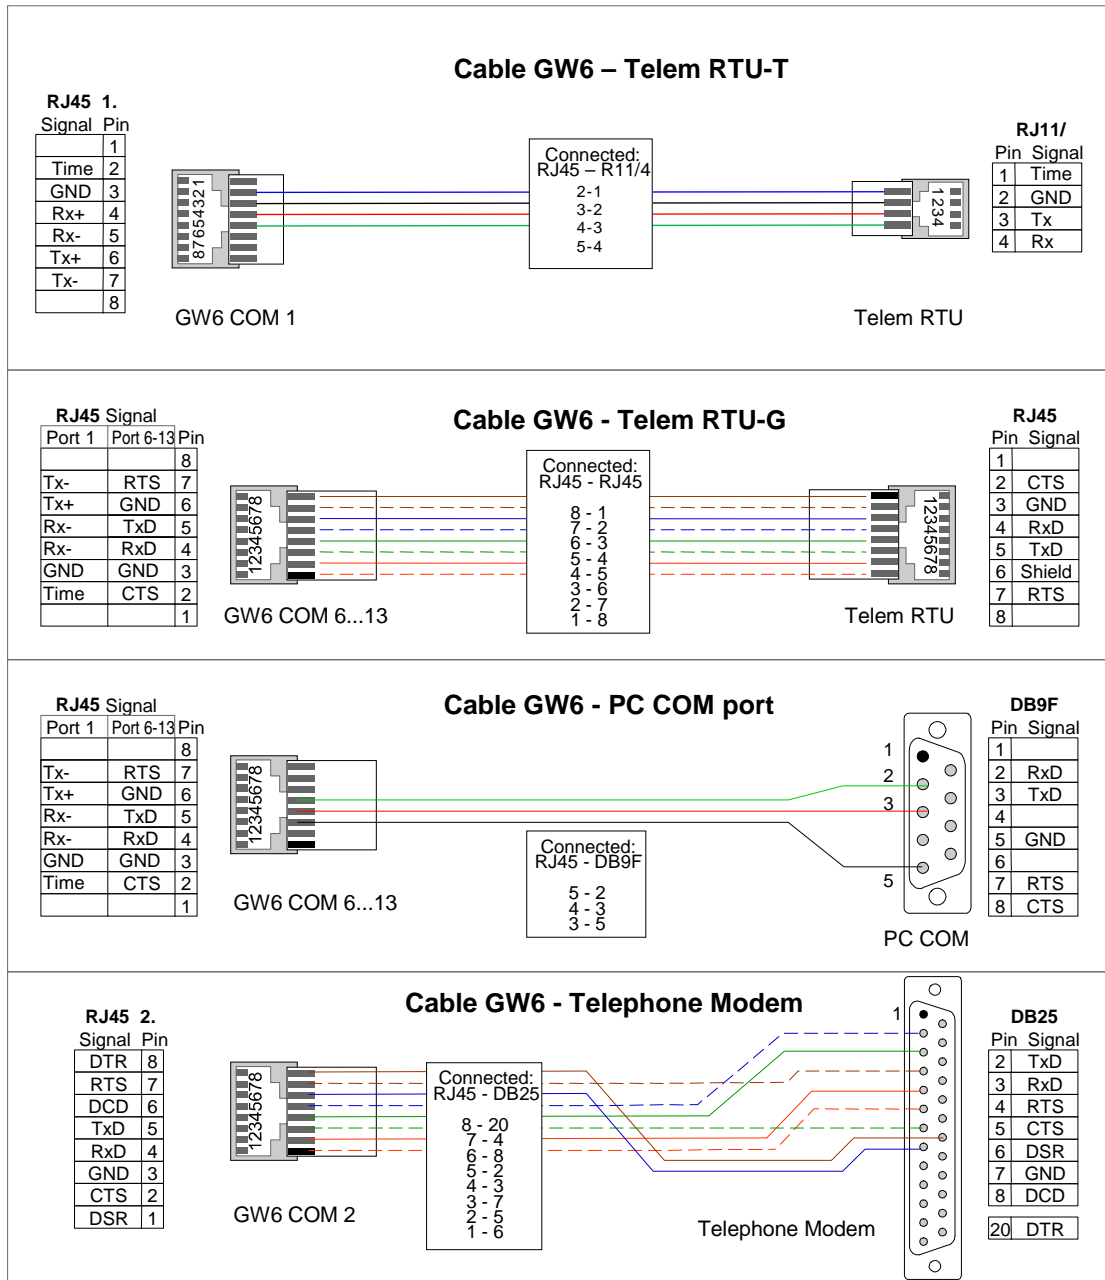 Cable GW6 – Telem RTU-T
RJ45 1.
Signal Pin
1
Time 2
GND 3
Rx+ 4
Rx- 5
Tx+ 6
Tx- 7
8
87654321
GW6 COM 1
Connected:
RJ45 – R11/4
2-1
3-2
4-3
5-4
1234
Telem RTU
RJ11/
Pin Signal
1 Time
2 GND
3 Tx
4 Rx
Cable GW6 - Telem RTU-G
RJ45 Signal
Port 1 Port 6-13 Pin
8
Tx- RTS 7
Tx+ GND 6
Rx- TxD 5
Rx- RxD 4
GND GND 3
Time CTS 2
1
12345678
GW6 COM 6...13
Connected:
RJ45 - RJ45
8 - 1
7 - 2
6 - 3
5 - 4
4 - 5
3 - 6
2 - 7
1 - 8
12345678
Telem RTU
RJ45
Pin Signal
1
2 CTS
3 GND
4 RxD
5 TxD
6 Shield
7 RTS
8
Cable GW6 - PC COM port
RJ45 Signal
Port 1 Port 6-13 Pin
8
Tx- RTS 7
Tx+ GND 6
Rx- TxD 5
Rx- RxD 4
GND GND 3
Time CTS 2
1
12345678
GW6 COM 6...13
Connected:
RJ45 - DB9F
5 - 2
4 - 3
3 - 5
1
2
3
5
PC COM
DB9F
Pin Signal
1
2 RxD
3 TxD
4
5 GND
6
7 RTS
8 CTS
Cable GW6 - Telephone Modem
RJ45 2.
Signal Pin
DTR 8
RTS 7
DCD 6
TxD 5
RxD 4
GND 3
CTS 2
DSR 1
12345678
GW6 COM 2
Connected:
RJ45 - DB25
8 - 20
7 - 4
6 - 8
5 - 2
4 - 3
3 - 7
2 - 5
1 - 6
1
Telephone Modem
DB25
Pin Signal
2 TxD
3 RxD
4 RTS
5 CTS
6 DSR
7 GND
8 DCD
20 DTR